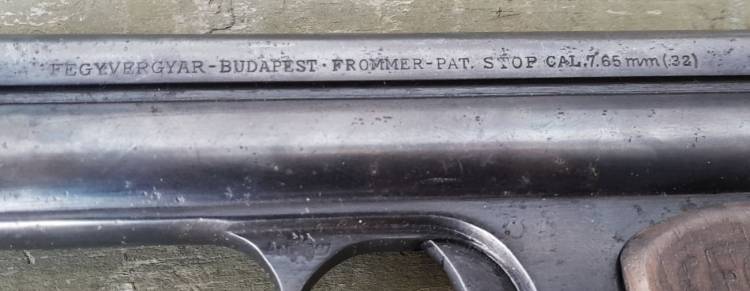 FEGYVERGYAR-BUDAPEST·FROMMER-PAT. STOP CAL.7.65 mm(.32)